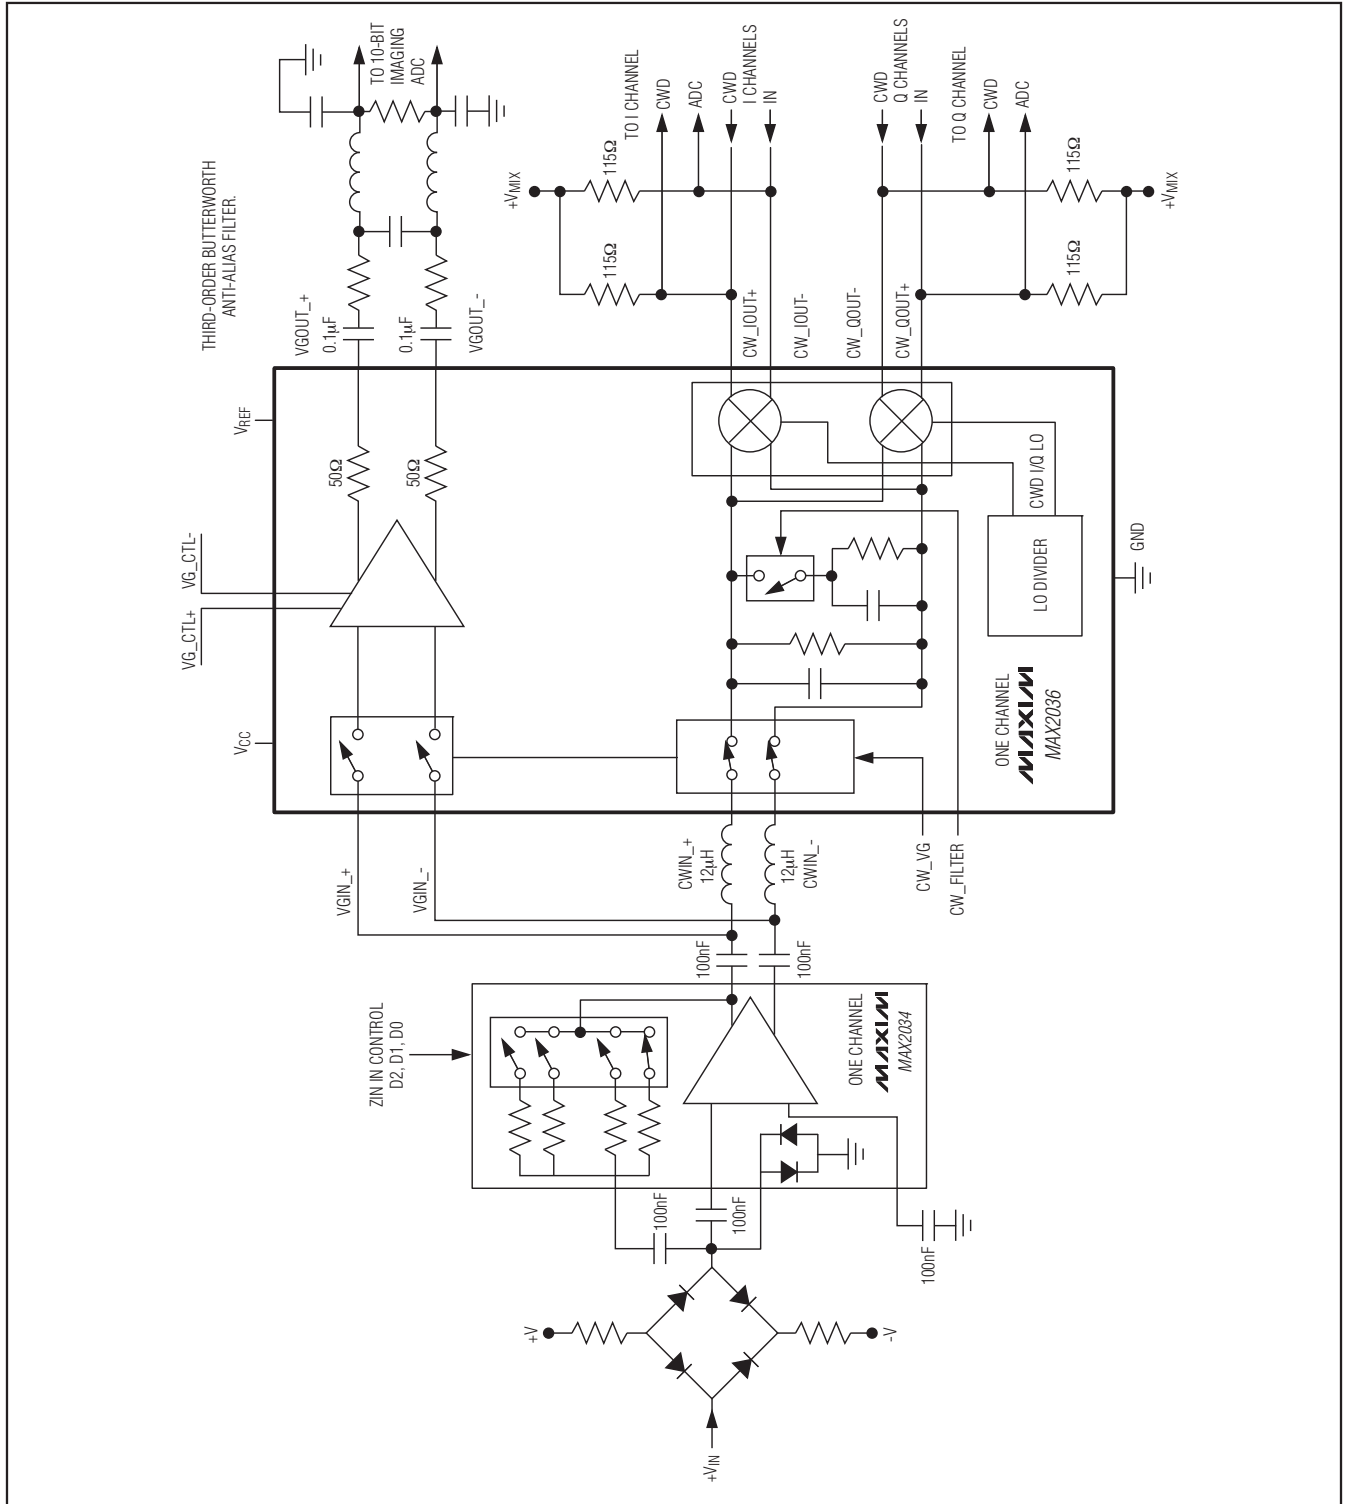 THIRD-ORDER BUTTERWORTH
ANTI-ALIAS FILTER.
TO 10-BIT
IMAGING
ADC
VGOUT_+
0.1µF
0.1µF
VGOUT_-
+VMIX
115Ω
115Ω
TO I CHANNEL
CWD
ADC
CWD
I CHANNELS
IN
CW_IOUT+
CW_IOUT-
CWD
Q CHANNELS
IN
TO Q CHANNEL
CWD
ADC
CW_QOUT-
CW_QOUT+
115Ω
115Ω
+VMIX
VREF
50Ω
50Ω
VG_CTL-
VG_CTL+
VCC
CWD I/Q LO
LO DIVIDER
GND
ONE CHANNEL
MAXIM
MAX2036
VGIN_+
VGIN_-
CWIN_+
12µH
12µH
CWIN_-
CW_VG
CW_FILTER
100nF
100nF
ZIN IN CONTROL
D2, D1, D0
ONE CHANNEL
MAXIM
MAX2034
100nF
100nF
100nF
+V
-V
+VIN